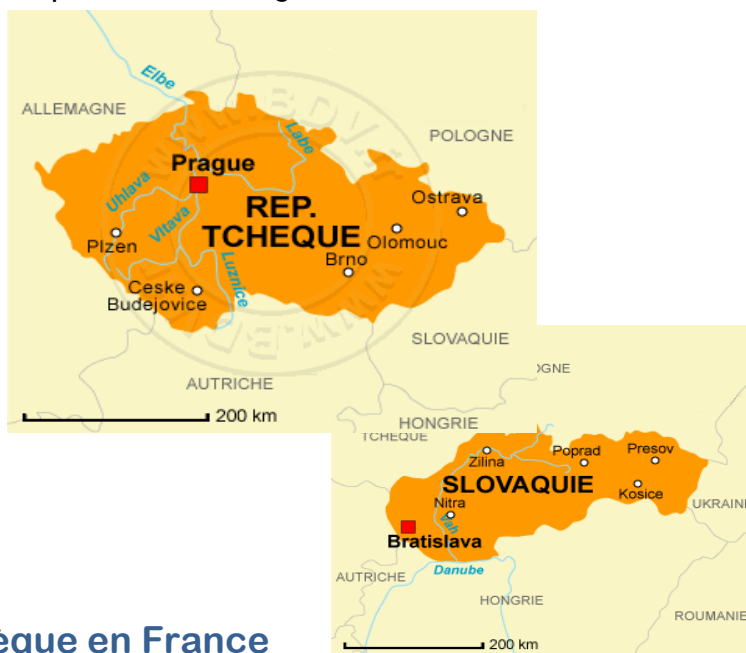 Elbe
ALLEMAGNE
Labe
POLOGNE
Prague
Uhlava
Ostrava
REP.
TCHEQUE
Vltava
Plzen
Olomouc
Luznice
Brno
Ceske
Budejovice
SLOVAQUIE
AUTRICHE
200 km
OGNE
HONGRIE
TCHEQUE
Zilina
Poprad
Presov
SLOVAQUIE
Kosice
Nitra
UKRAINE
Vah
Bratislava
AUTRICHE
Danube
HONGRIE
ROUMANIE
200 km
èque en France